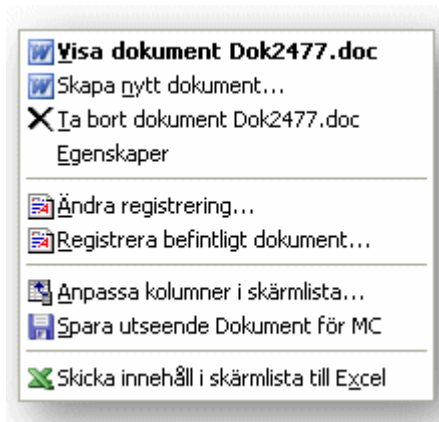 Visa dokument Dok2477.doc
Skapa nytt dokument...
Ta bort dokument Dok2477.doc
Egenskaper
Ändra registrering...
Registrera befintligt dokument...
Anpassa kolumner i skärmlista...
Spara utseende Dokument för MC
Skicka innehåll i skärmlista till Excel